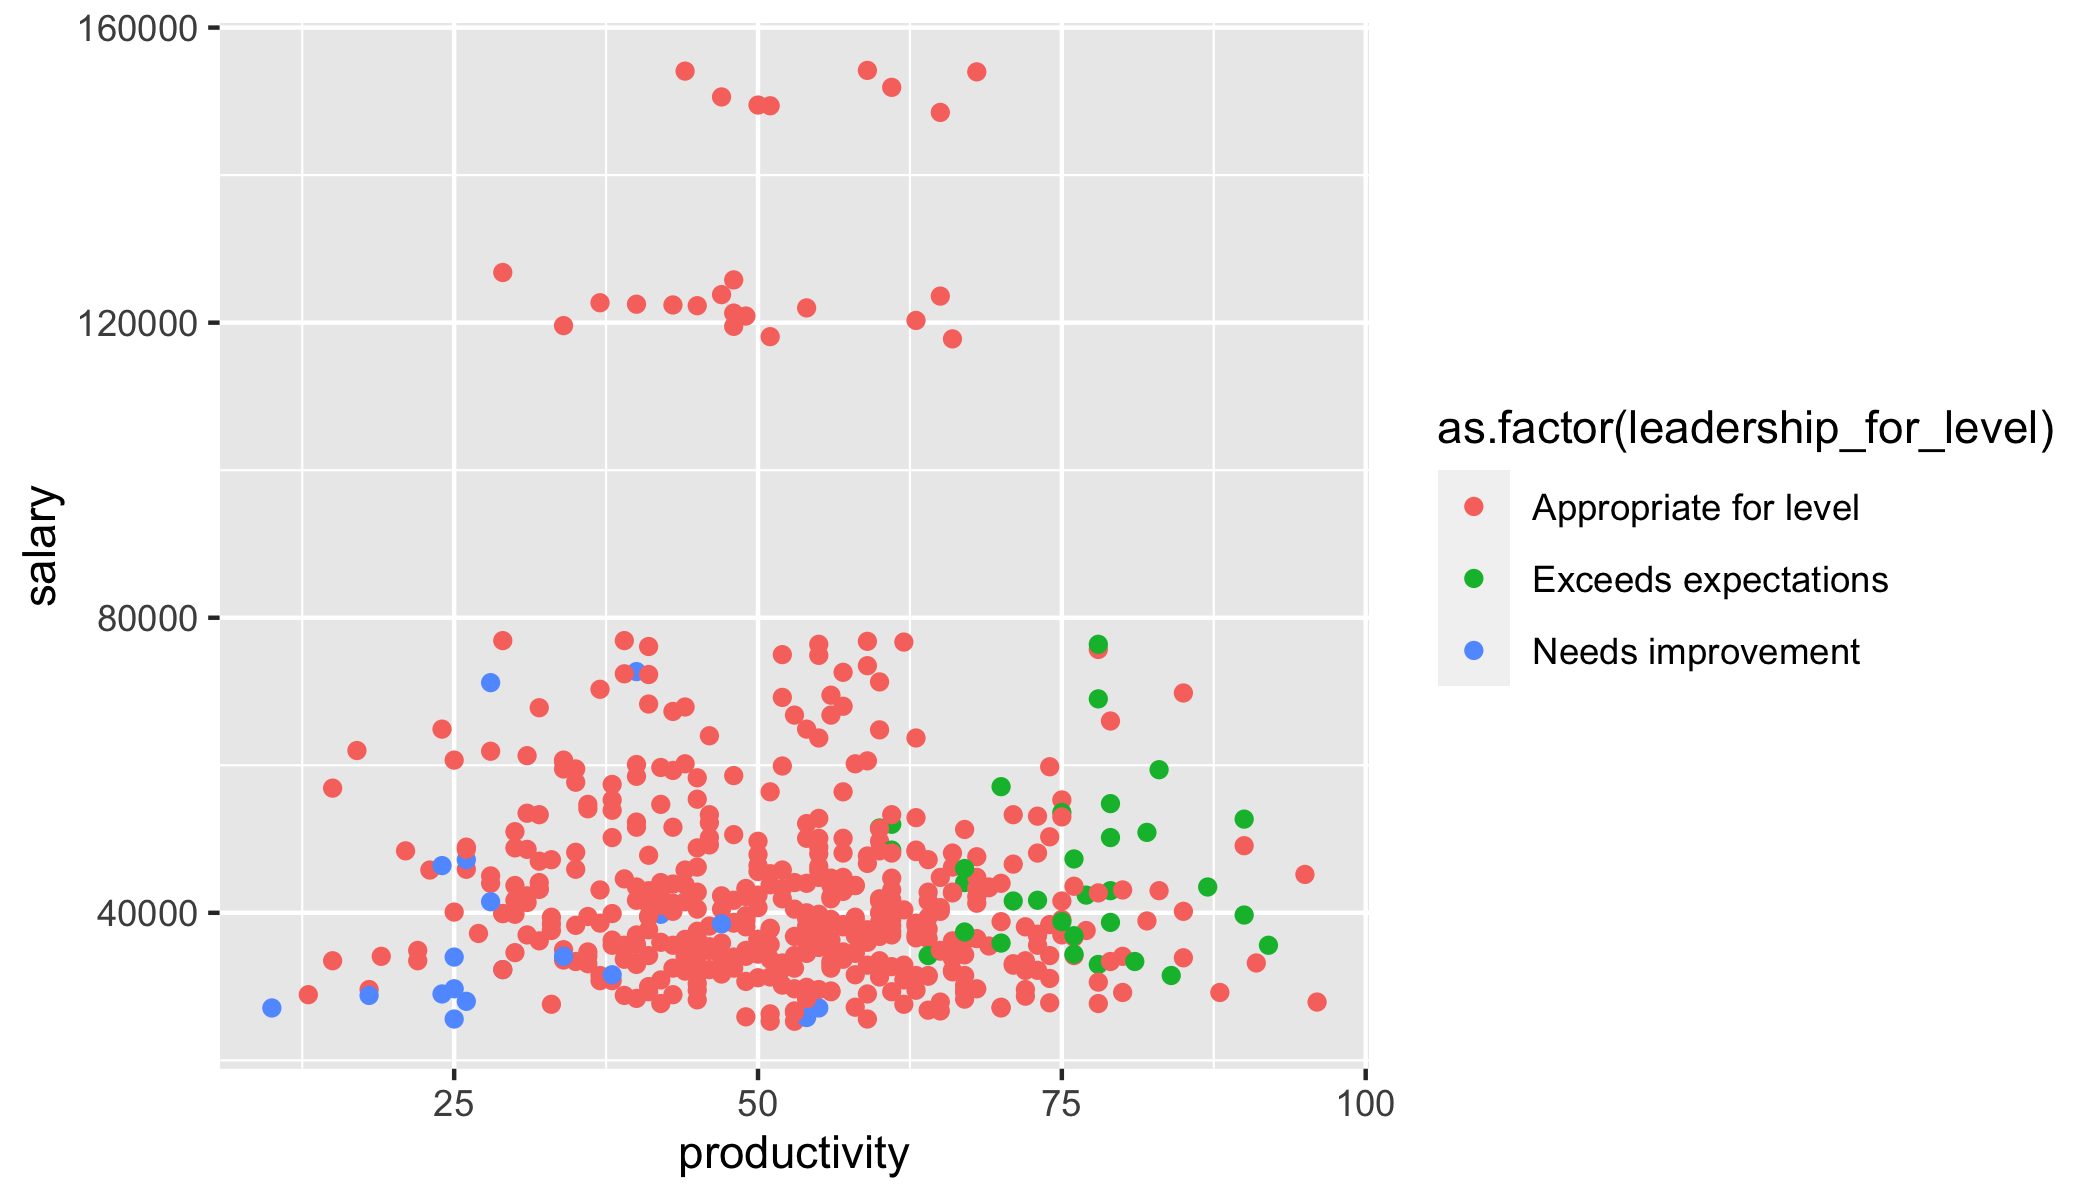 160000
120000
80000
40000
salary
25 50 75 100
productivity
as.factor(leadership_for_level)
Appropriate for level
Exceeds expectations
Needs improvement